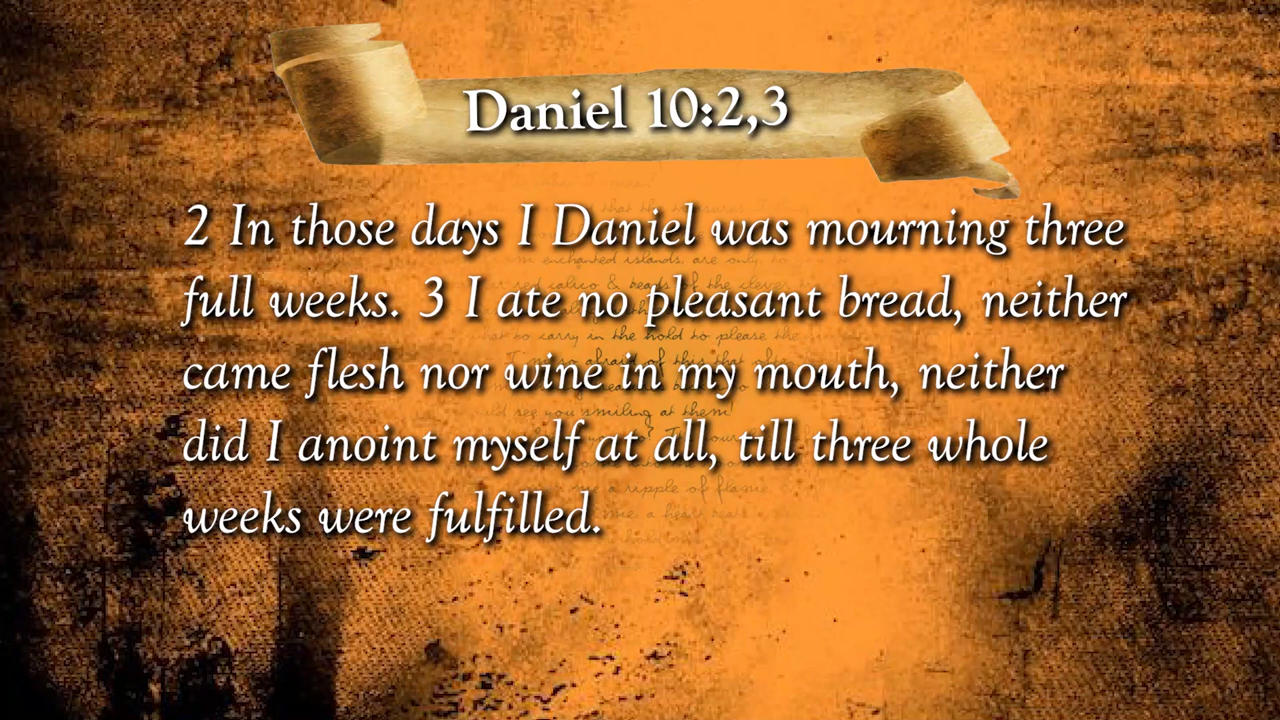 Daniel 10:2,3
2 In those days I Daniel was mourning three
full weeks. 3 I ate no pleasant bread, neither
came flesh nor wine in my mouth, neither
did I anoint myself at all, till three whole
weeks were fulfilled.